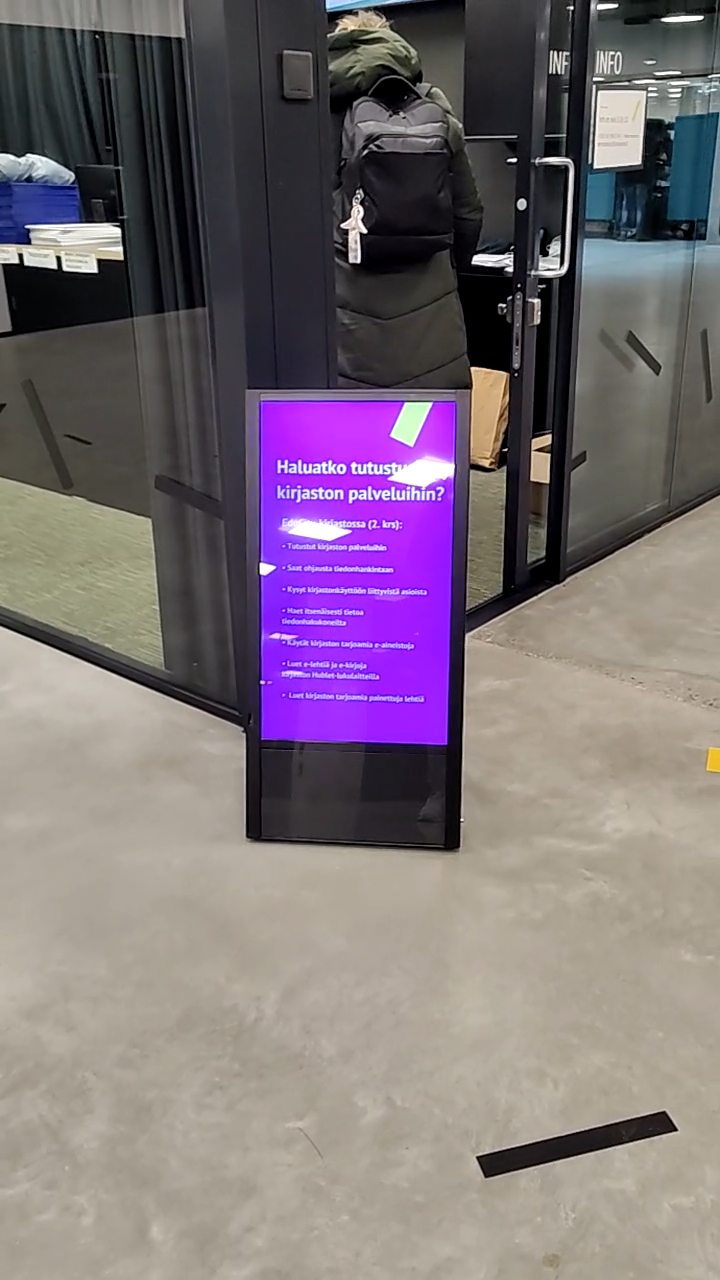 INFO
Haluatko
kirjaston palveluihin?
kirjastossa (2. krs):
• Tutustut kirjaston palveluihin
• Saat ohjausta tiedonhankintaan
• Kysyt kirjastonkäyttöön liittyvistä asioista
• Haet itsenäisesti tietoa
tiedonhakukoneilta
• Käytät kirjaston tarjoamia e-aineistoja
• Luet e-lehtiä ja e-kirjoja
kirjaston Hublet-lukulaitteilla
• Luet kirjaston tarjoamia painettuja lehtiä